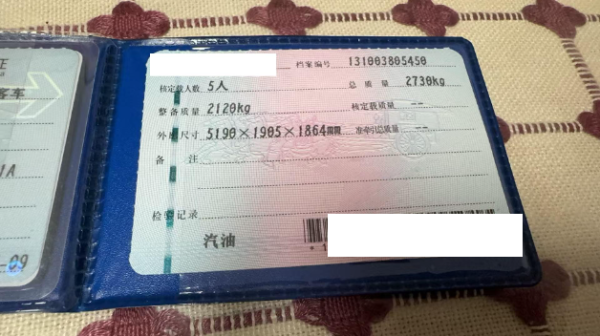 证
客车
A
-09
档案编号 131003805450
核定载人数 5人 总质量 2730kg
整备质量 2120kg 核定载质量 --
外廓尺寸 5190×1905×1864mm 准牵引总质量 --
备注
检验记录
汽油